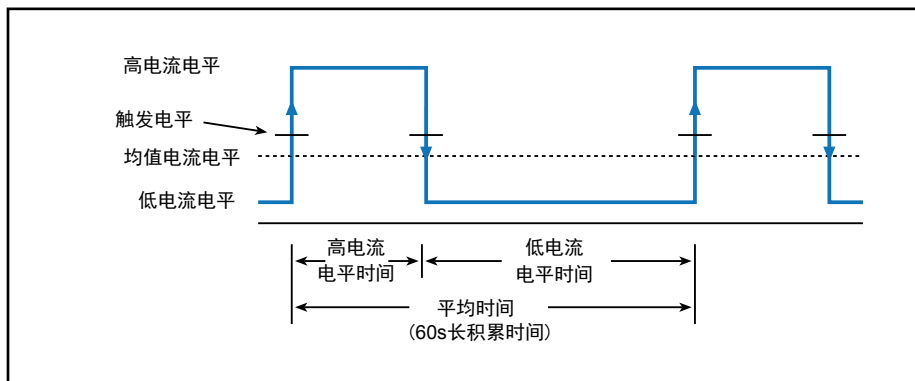 高电流电平
触发电平
均值电流电平
低电流电平
高电流
电平时间
低电流
电平时间
平均时间
(60s长积累时间)